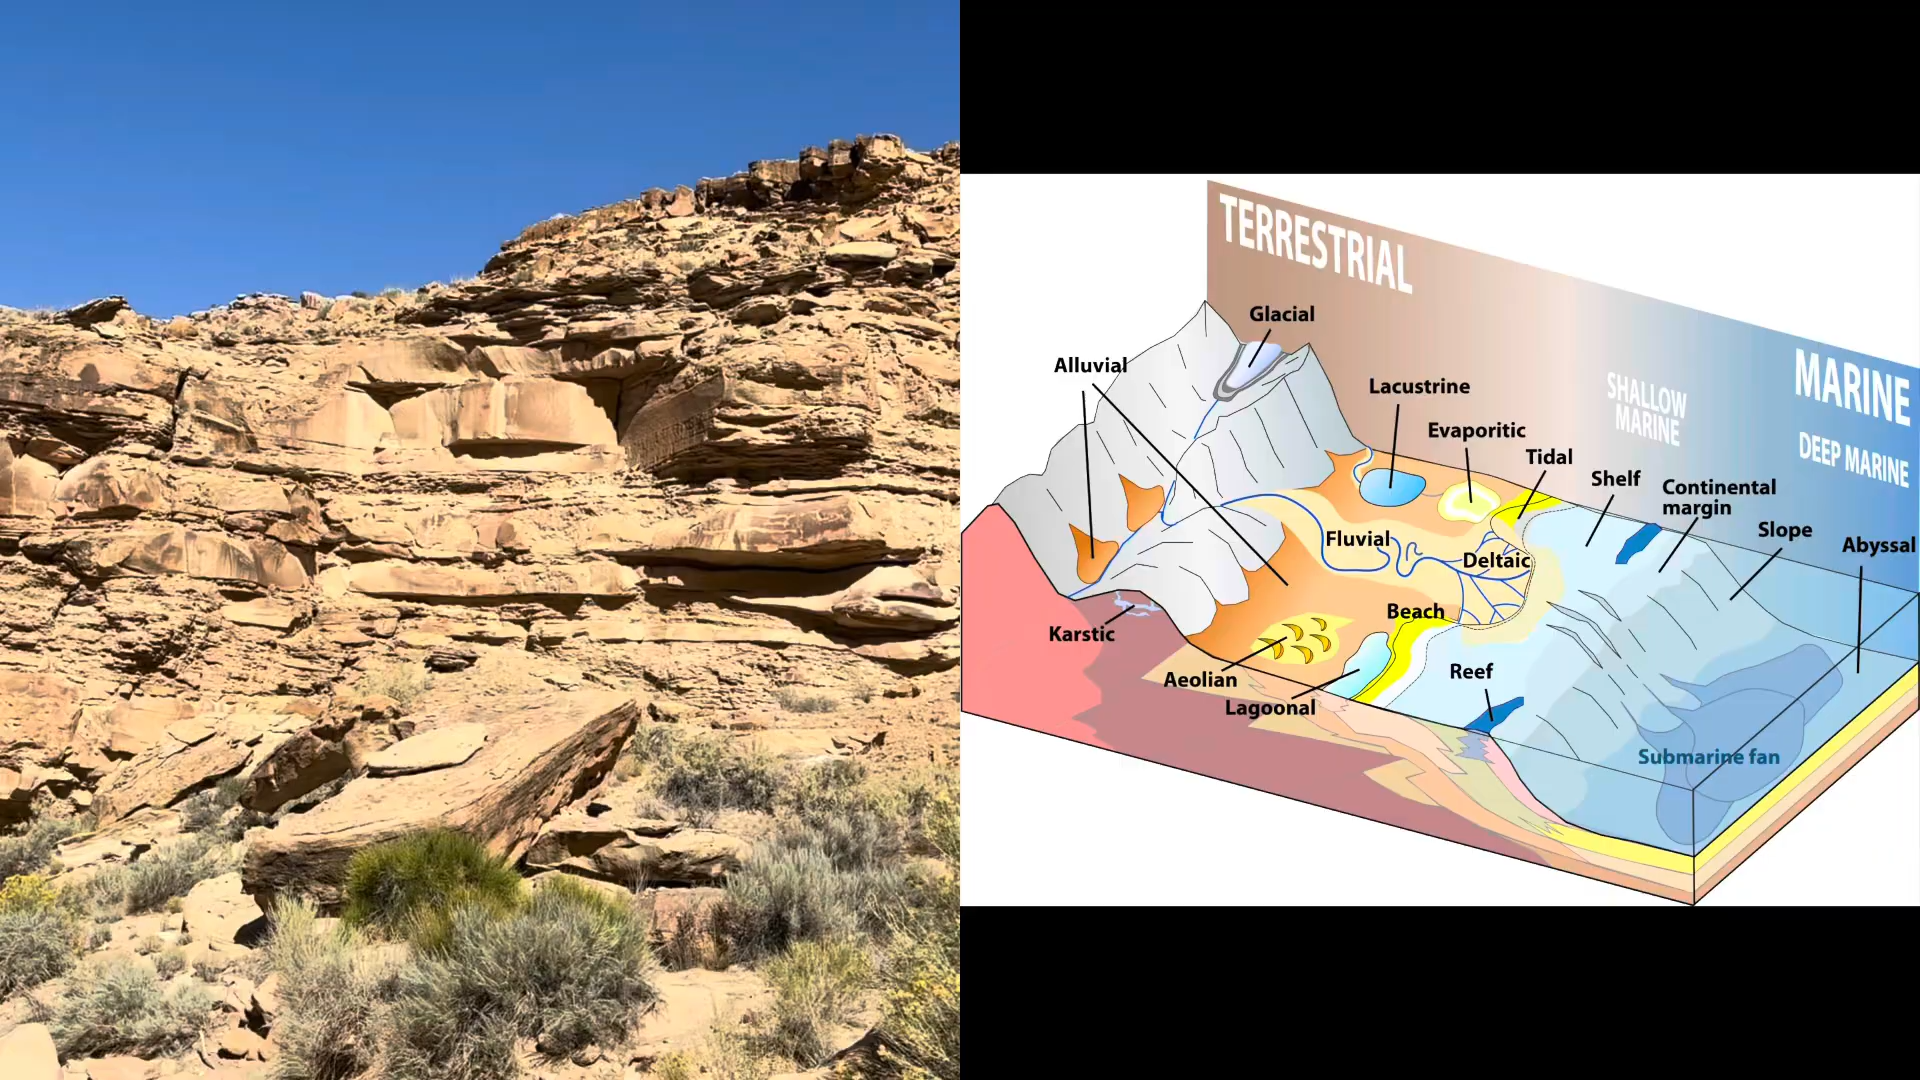 TERRESTRIAL
Glacial
Alluvial
Lacustrine
Evaporitic
Tidal
Shelf
SHALLOW
MARINE
MARINE
DEEP MARINE
Continental
margin
Slope
Abyssal
Fluvial
Deltaic
Beach
Karstic
Aeolian
Lagoonal
Reef
Submarine fan